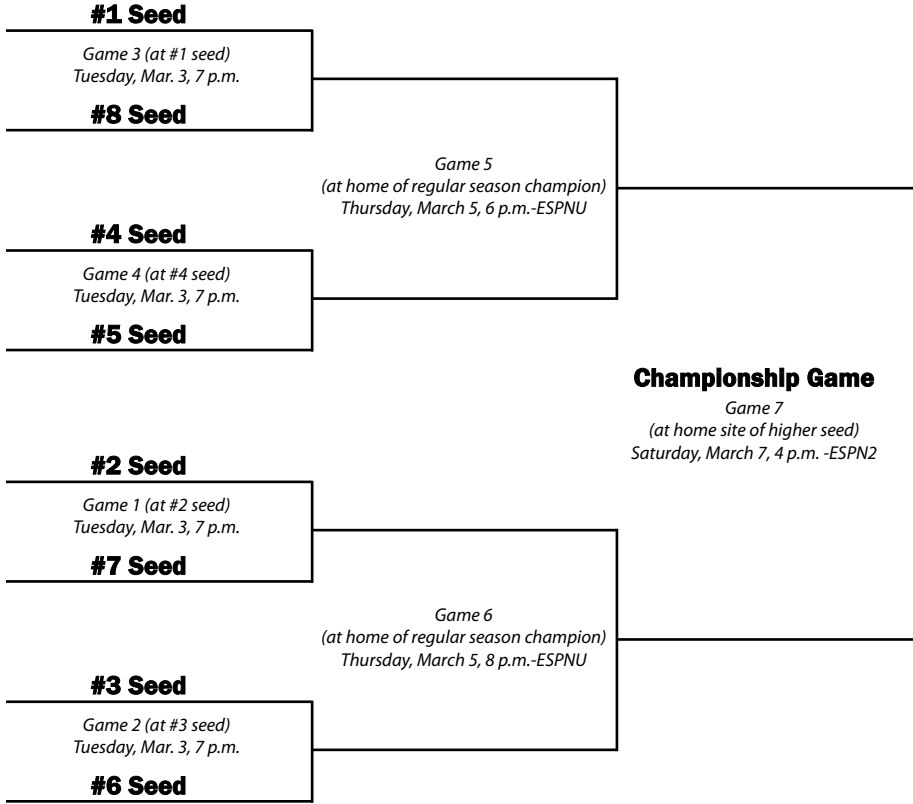 #1 Seed
Game 3 (at #1 seed)
Tuesday, Mar. 3, 7 p.m.
#8 Seed
Game 5
(at home of regular season champion)
Thursday, March 5, 6 p.m.-ESPNU
#4 Seed
Game 4 (at #4 seed)
Tuesday, Mar. 3, 7 p.m.
#5 Seed
Championship Game
Game 7
(at home site of higher seed)
Saturday, March 7, 4 p.m. -ESPN2
#2 Seed
Game 1 (at #2 seed)
Tuesday, Mar. 3, 7 p.m.
#7 Seed
Game 6
(at home of regular season champion)
Thursday, March 5, 8 p.m.-ESPNU
#3 Seed
Game 2 (at #3 seed)
Tuesday, Mar. 3, 7 p.m.
#6 Seed